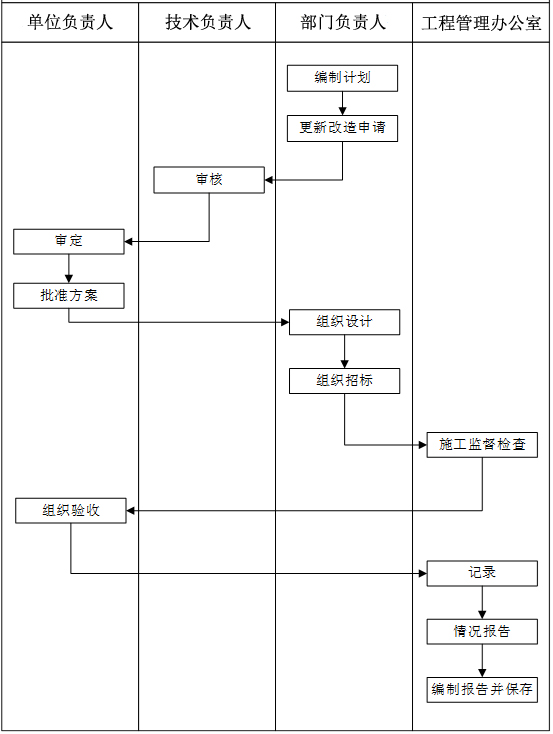 单位负责人
技术负责人
部门负责人
工程管理办公室
编制计划
更新改造申请
审核
审定
批准方案
组织设计
组织招标
施工监督检查
组织验收
记录
情况报告
编制报告并保存